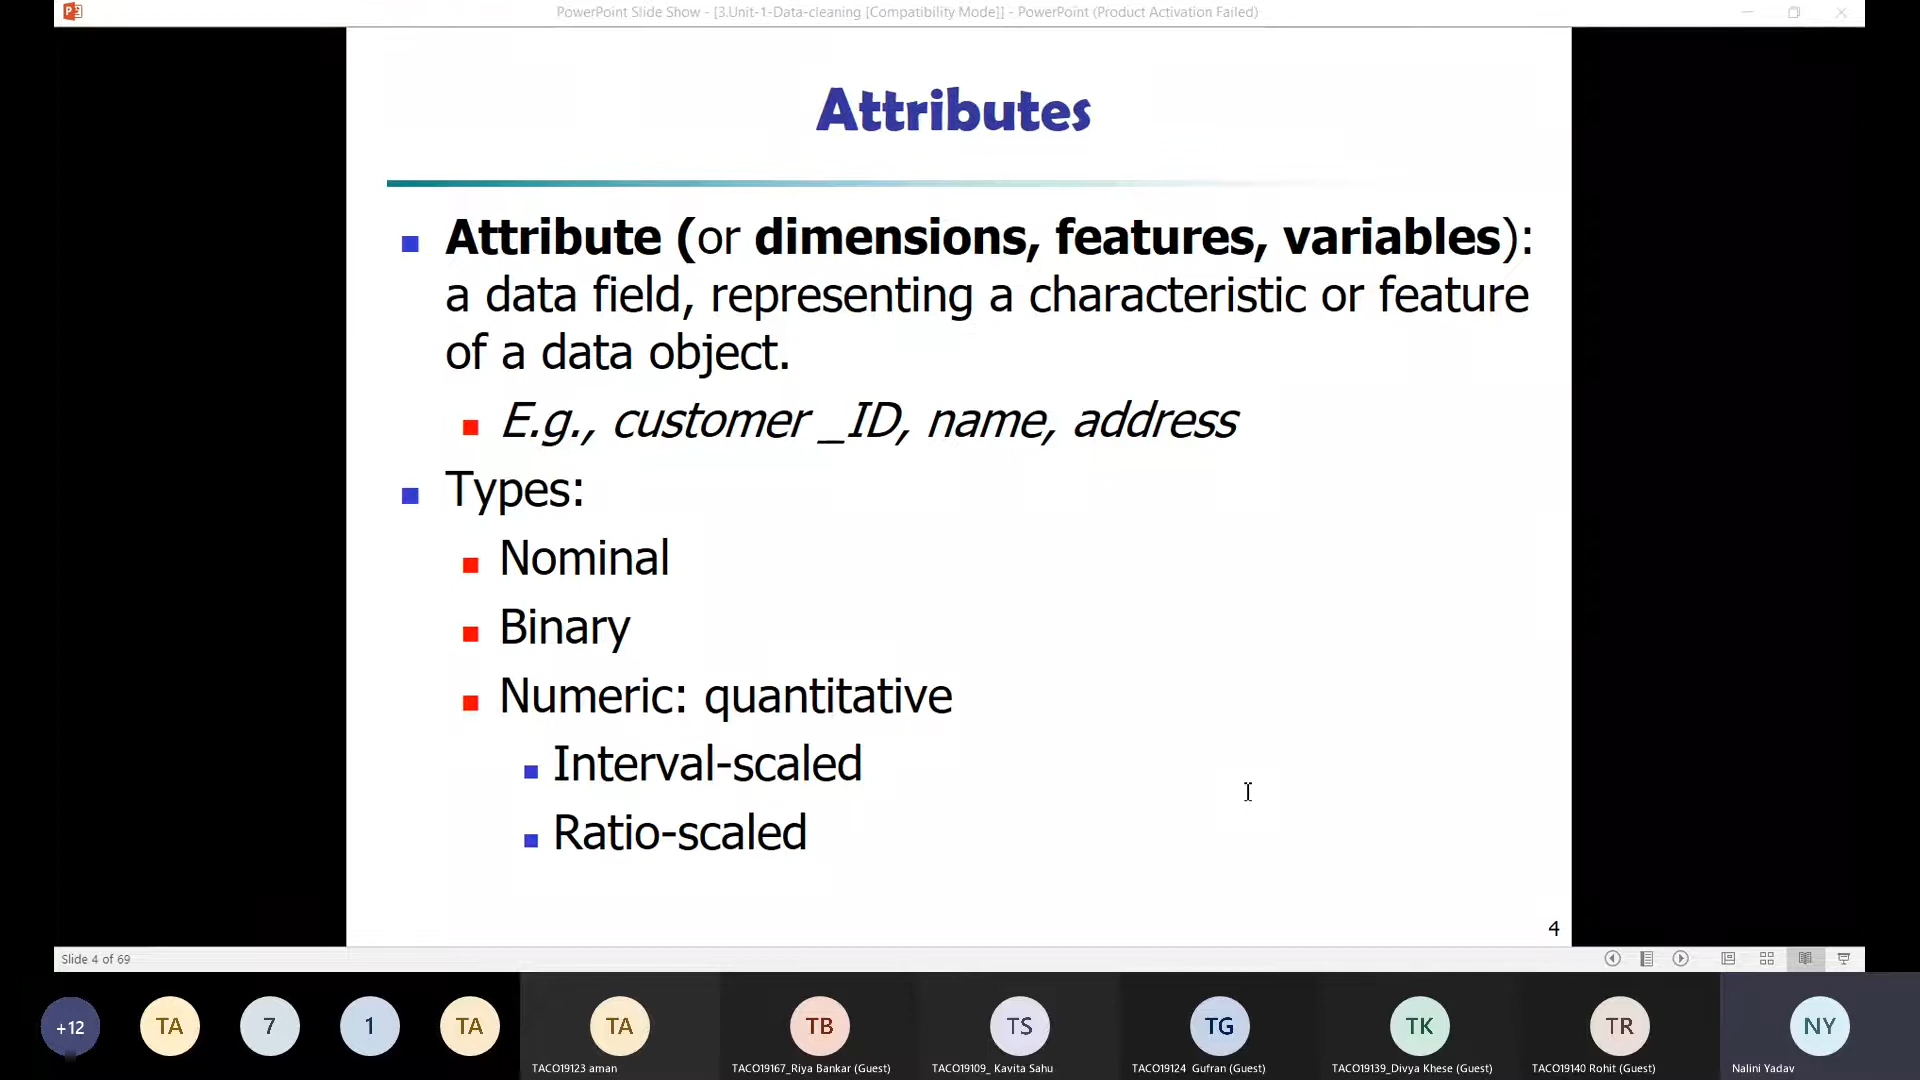 PowerPoint Slide Show - [3.Unit-1-Data-cleaning [Compatibility Mode]] - PowerPoint (Product Activation Failed)
Attributes
Attribute (or dimensions, features, variables):
a data field, representing a characteristic or feature
of a data object.
E.g., customer _ID, name, address
Types:
Nominal
Binary
Numeric: quantitative
Interval-scaled
Ratio-scaled
4
Slide 4 of 69
+12
TA
7
1
TA
TA
TB
TS
TG
TK
TR
NY
TACO19123 aman
TACO19167_Riya Bankar (Guest)
TACO19109_ Kavita Sahu
TACO19124 Gufran (Guest)
TACO19139_Divya Khese (Guest)
TACO19140 Rohit (Guest)
Nalini Yadav